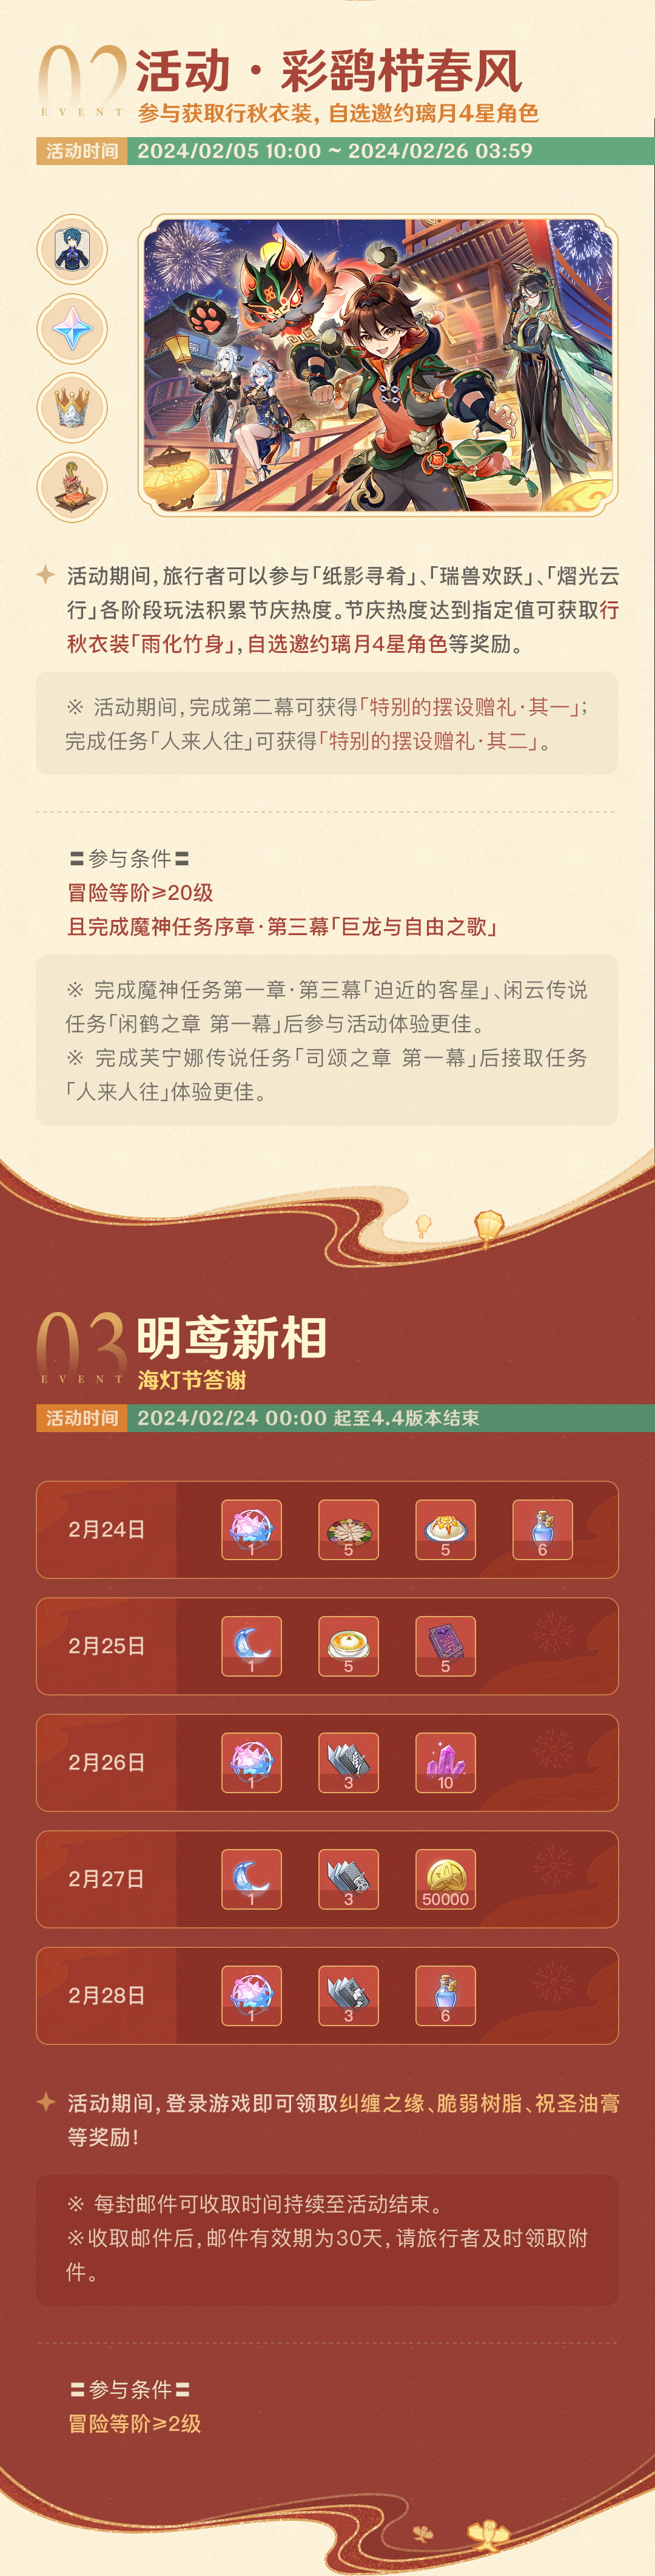 02
EVENT
活动·彩鹞栉春风
参与获取行秋衣装，自选邀约璃月4星角色
活动时间 2024/02/05 10:00 ~ 2024/02/26 03:59
活动期间，旅行者可以参与「纸影寻肴」、「瑞兽欢跃」、「熠光云
行」各阶段玩法积累节庆热度。节庆热度达到指定值可获取行
秋衣装「雨化竹身」，自选邀约璃月4星角色等奖励。
※ 活动期间，完成第二幕可获得「特别的摆设赠礼·其一」；
完成任务「人来人往」可获得「特别的摆设赠礼·其二」。
〓参与条件〓
冒险等阶≥20级
且完成魔神任务序章·第三幕「巨龙与自由之歌」
※ 完成魔神任务第一章·第三幕「迫近的客星」、闲云传说
任务「闲鹤之章 第一幕」后参与活动体验更佳。
※ 完成芙宁娜传说任务「司颂之章 第一幕」后接取任务
「人来人往」体验更佳。
03
EVENT
明鸢新相
海灯节答谢
活动时间 2024/02/24 00:00 起至4.4版本结束
2月24日 1 5 5 6
2月25日 1 5 5
2月26日 1 3 10
2月27日 1 3 50000
2月28日 1 3 6
活动期间，登录游戏即可领取纠缠之缘、脆弱树脂、祝圣油膏
等奖励！
※ 每封邮件可收取时间持续至活动结束。
※收取邮件后，邮件有效期为30天，请旅行者及时领取附
件。
〓参与条件〓
冒险等阶≥2级